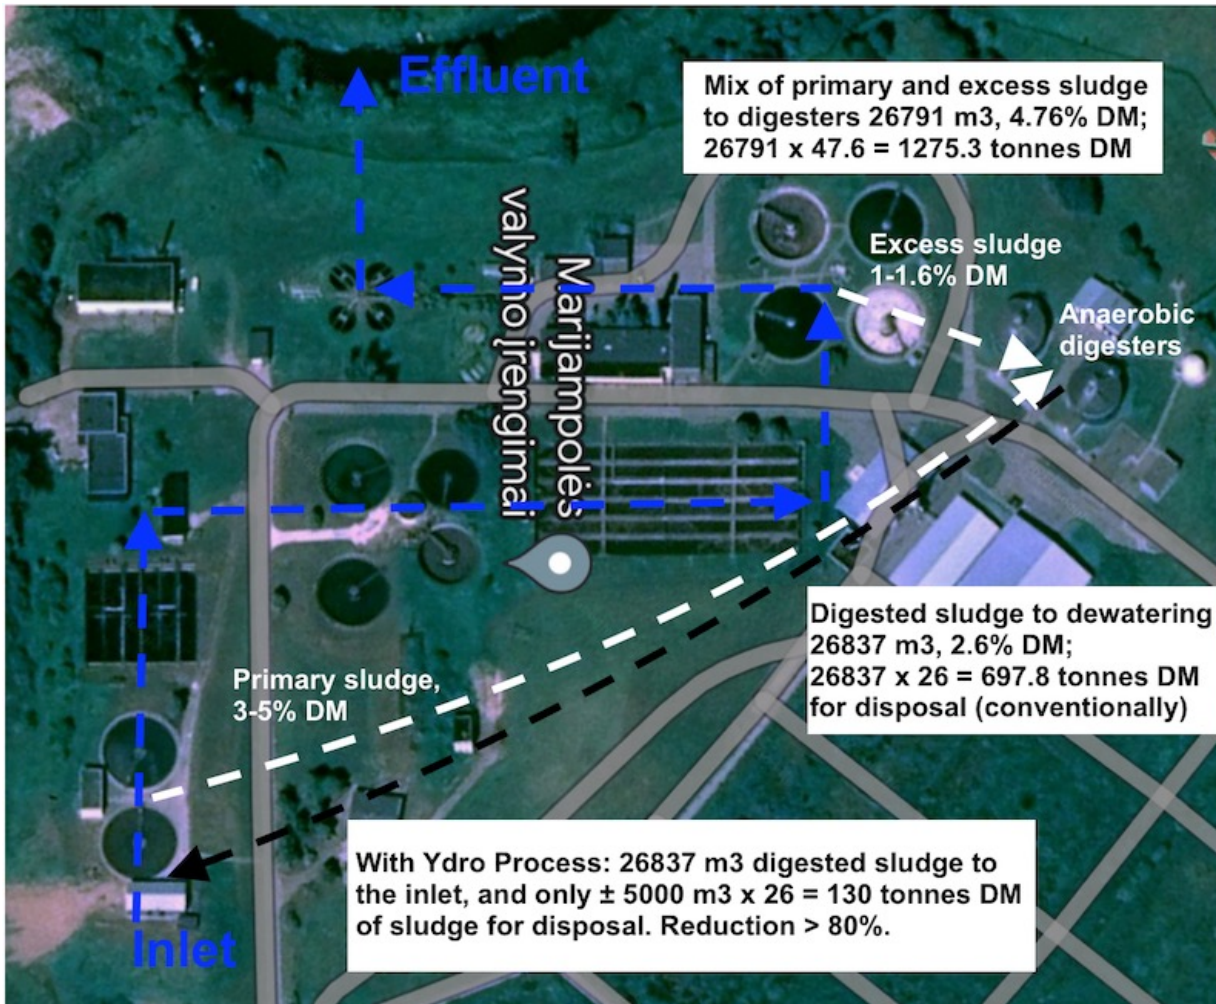 Effluent
Mix of primary and excess sludge
to digesters 26791 m3, 4.76% DM;
26791 x 47.6 = 1275.3 tonnes DM
Excess sludge
1-1.6% DM
Anaerobic
digesters
Marijampolės
valymo įrengimai
Primary sludge,
3-5% DM
Digested sludge to dewatering
26837 m3, 2.6% DM;
26837 x 26 = 697.8 tonnes DM
for disposal (conventionally)
With Ydro Process: 26837 m3 digested sludge to
the inlet, and only ± 5000 m3 x 26 = 130 tonnes DM
of sludge for disposal. Reduction > 80%.
Inlet